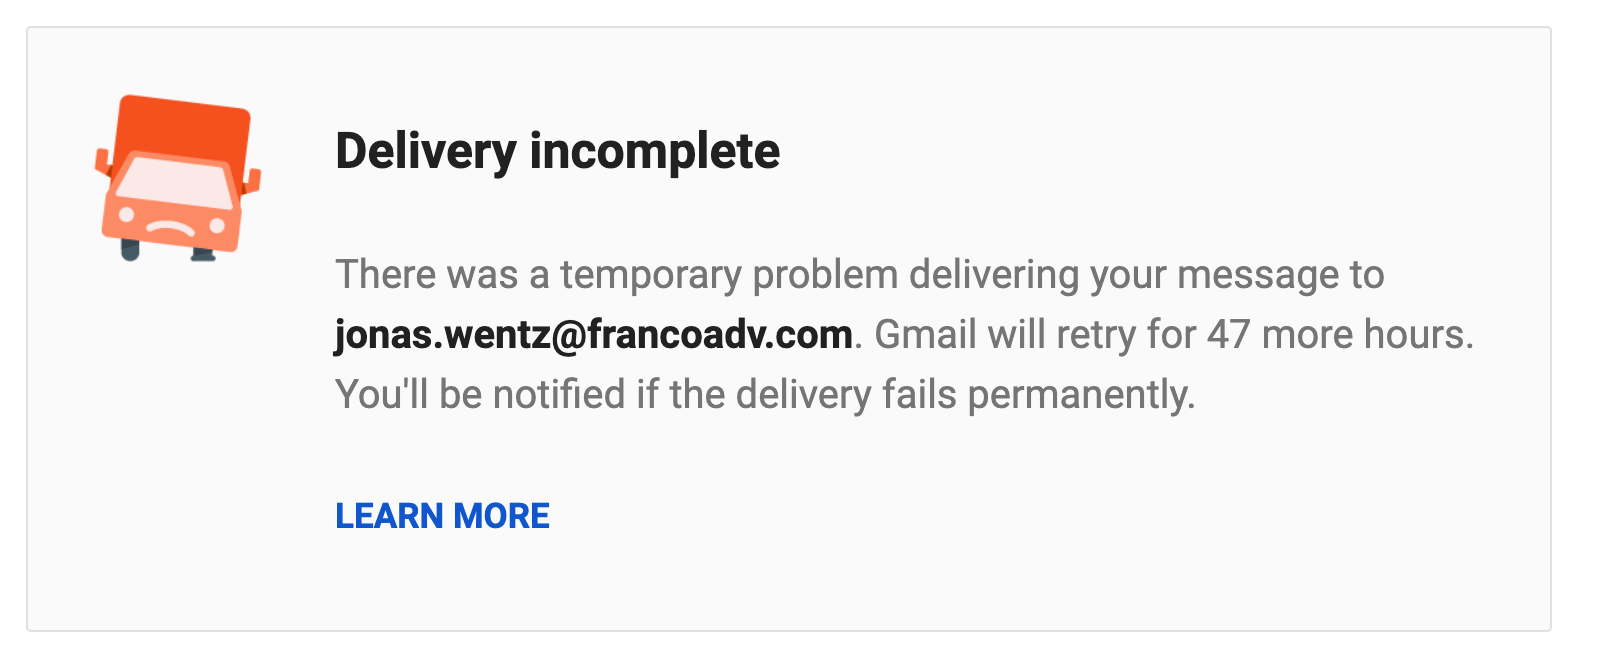 Delivery incomplete
There was a temporary problem delivering your message to
jonas.wentz@francoadv.com. Gmail will retry for 47 more hours.
You'll be notified if the delivery fails permanently.
LEARN MORE